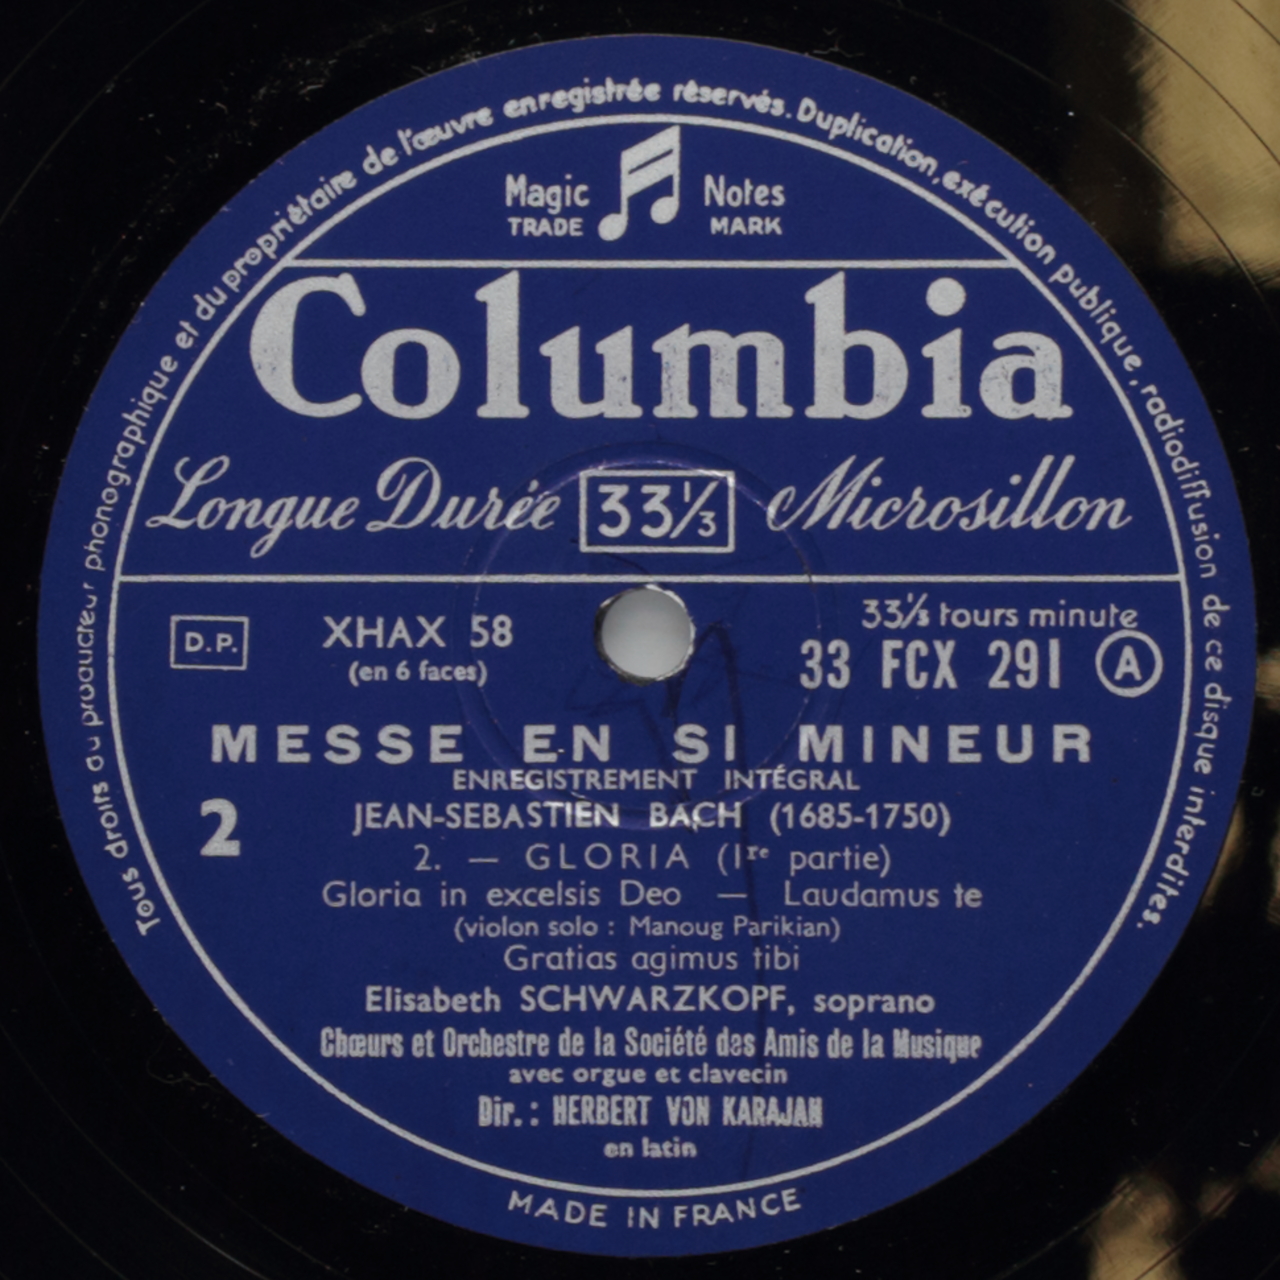 Tous droits du producteur phonographique et du propriétaire de l'œuvre enregistrée réservés. Duplication, exécution publique, radiodiffusion de ce disque interdites.
Magic Notes
TRADE MARK
Columbia
Longue Durée 33⅓ Microsillon
33⅓ tours minute
D.P. XHAX 58 33 FCX 291 A
(en 6 faces)
MESSE EN SI MINEUR
ENREGISTREMENT INTÉGRAL
2 JEAN-SEBASTIEN BACH (1685-1750)
2. — GLORIA (Iʳᵉ partie)
Gloria in excelsis Deo — Laudamus te
(violon solo : Manoug Parikian)
Gratias agimus tibi
Elisabeth SCHWARZKOPF, soprano
Chœurs et Orchestre de la Société des Amis de la Musique
avec orgue et clavecin
Dir. : HERBERT VON KARAJAN
en latin
MADE IN FRANCE